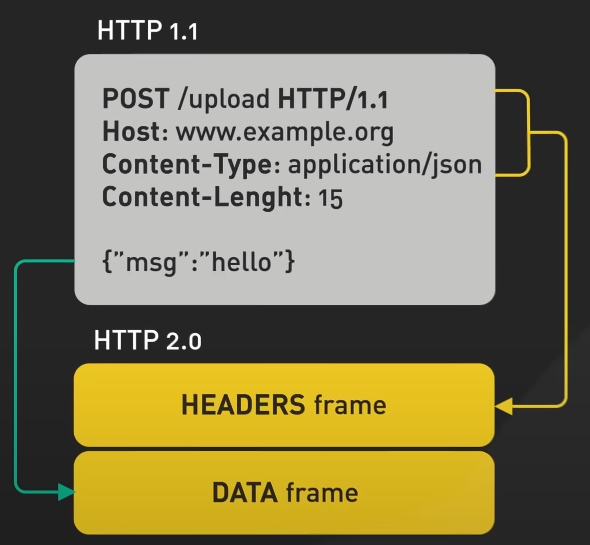 HTTP 1.1
POST /upload HTTP/1.1
Host: www.example.org
Content-Type: application/json
Content-Lenght: 15
{”msg”:”hello”}
HTTP 2.0
HEADERS frame
DATA frame